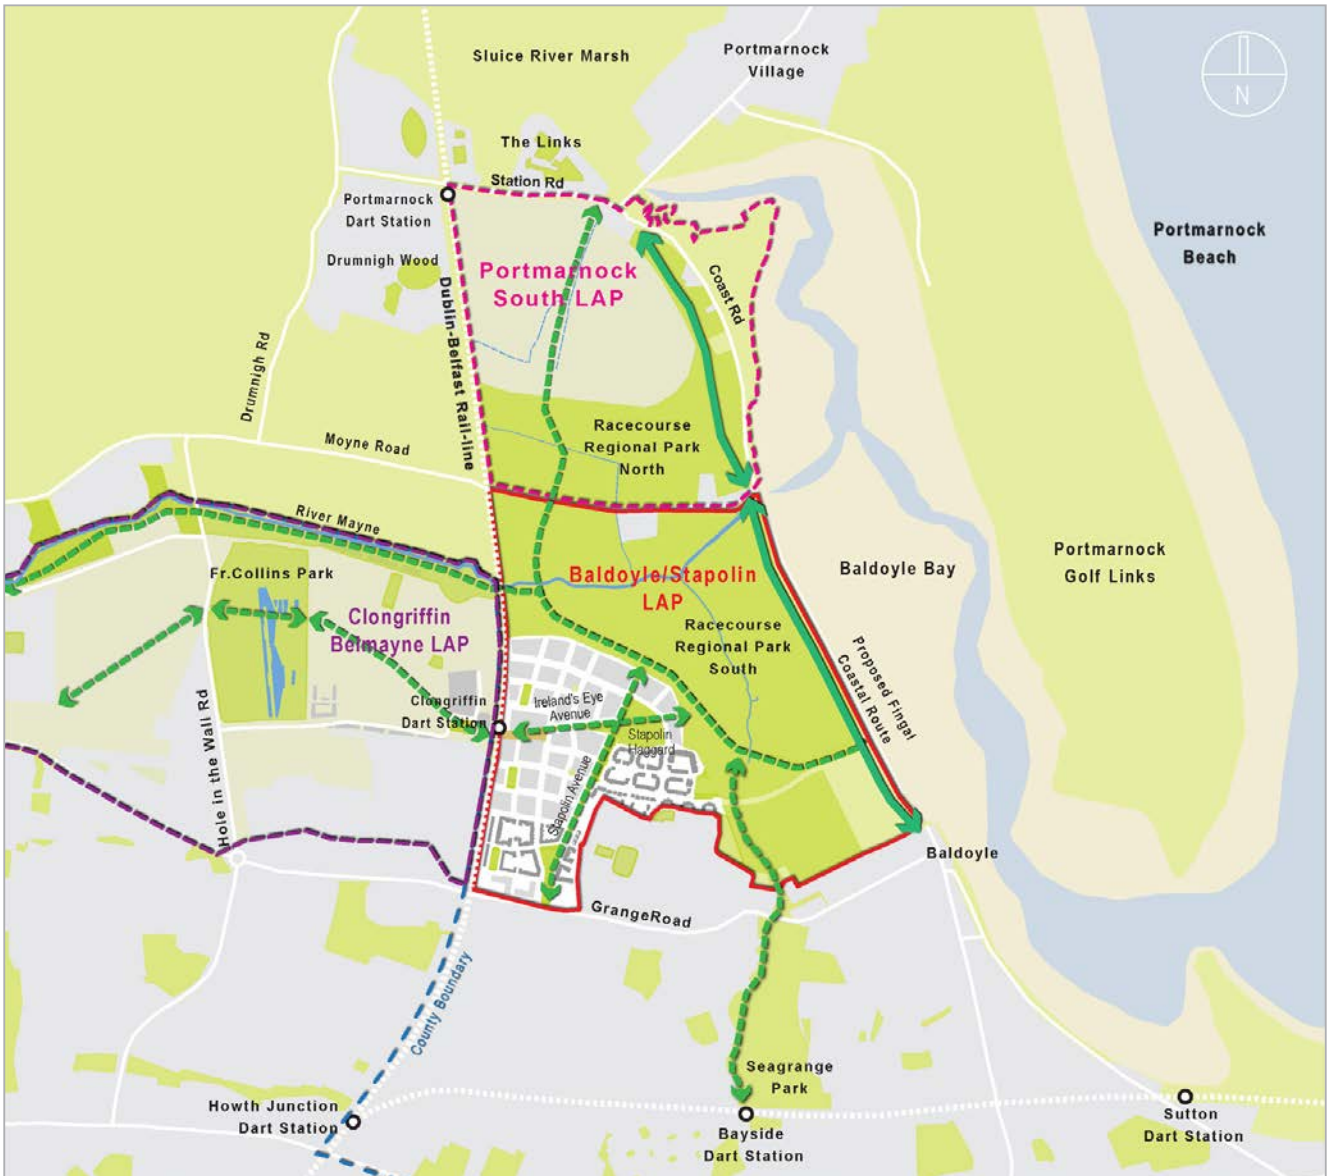 Sluice River Marsh
Portmarnock
Village
N
The Links
Station Rd
Portmarnock
Dart Station
Drumnigh Wood
Portmarnock
South LAP
Coast Rd
Portmarnock
Beach
Dublin-Belfast Rail-line
Drumnigh Rd
Moyne Road
Racecourse
Regional Park
North
River Mayne
Fr.Collins Park
Clongriffin
Belmayne LAP
Baldoyle/Stapolin
LAP
Baldoyle Bay
Portmarnock
Golf Links
Racecourse
Regional Park
South
Proposed Fingal
Coastal Route
Clongriffin
Dart Station
Ireland's Eye
Avenue
Stapolin
Haggard
Stapolin Avenue
Hole in the Wall Rd
Baldoyle
GrangeRoad
County Boundary
Seagrange
Park
Howth Junction
Dart Station
Bayside
Dart Station
Sutton
Dart Station